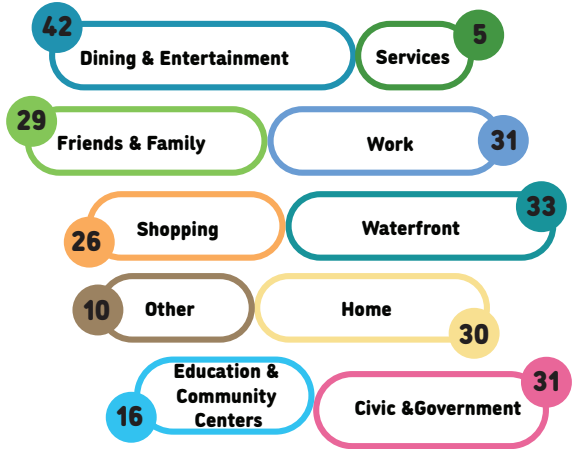 42
Dining & Entertainment
5
Services
29
Friends & Family
31
Work
26
Shopping
33
Waterfront
10
Other
30
Home
16
Education &
Community
Centers
31
Civic &Government